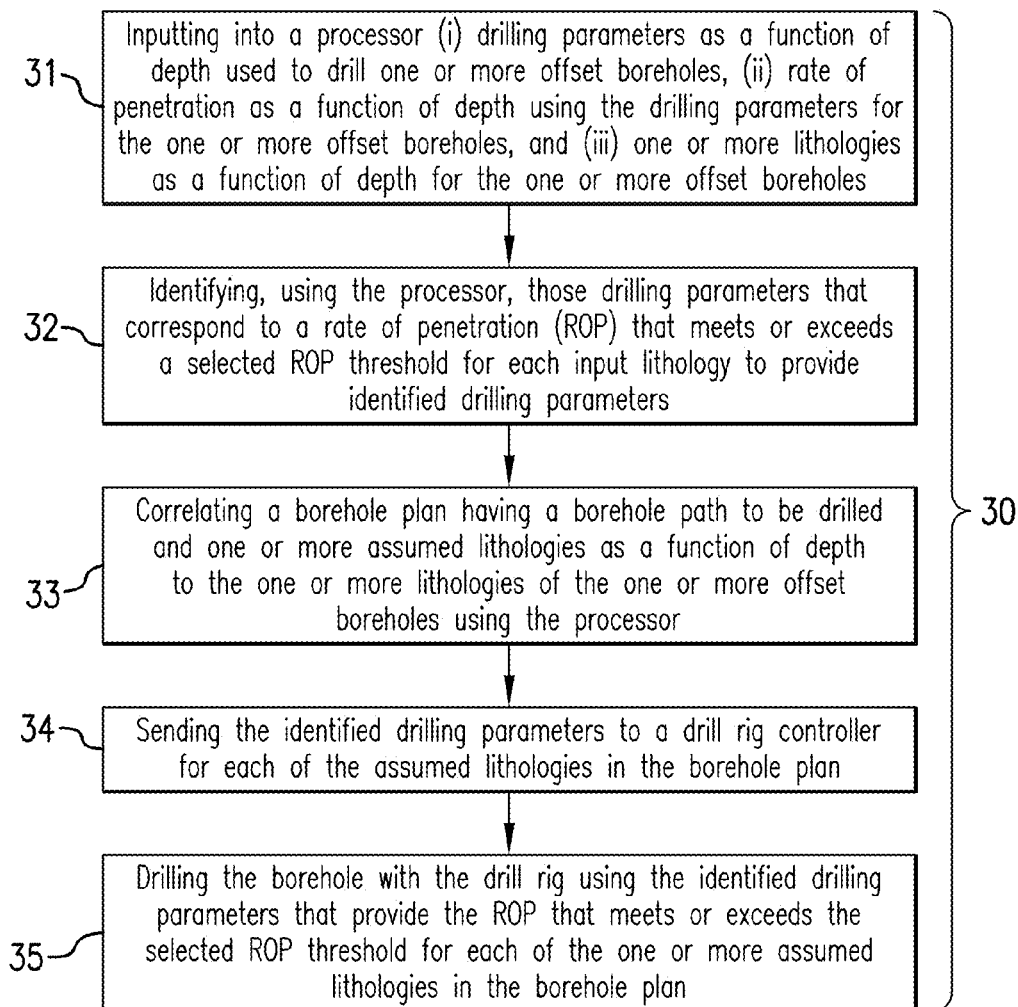 31
Inputting into a processor (i) drilling parameters as a function of
depth used to drill one or more offset boreholes, (ii) rate of
penetration as a function of depth using the drilling parameters for
the one or more offset boreholes, and (iii) one or more lithologies
as a function of depth for the one or more offset boreholes
32
Identifying, using the processor, those drilling parameters that
correspond to a rate of penetration (ROP) that meets or exceeds
a selected ROP threshold for each input lithology to provide
identified drilling parameters
33
Correlating a borehole plan having a borehole path to be drilled
and one or more assumed lithologies as a function of depth
to the one or more lithologies of the one or more offset
boreholes using the processor
30
34
Sending the identified drilling parameters to a drill rig controller
for each of the assumed lithologies in the borehole plan
35
Drilling the borehole with the drill rig using the identified drilling
parameters that provide the ROP that meets or exceeds the
selected ROP threshold for each of the one or more assumed
lithologies in the borehole plan